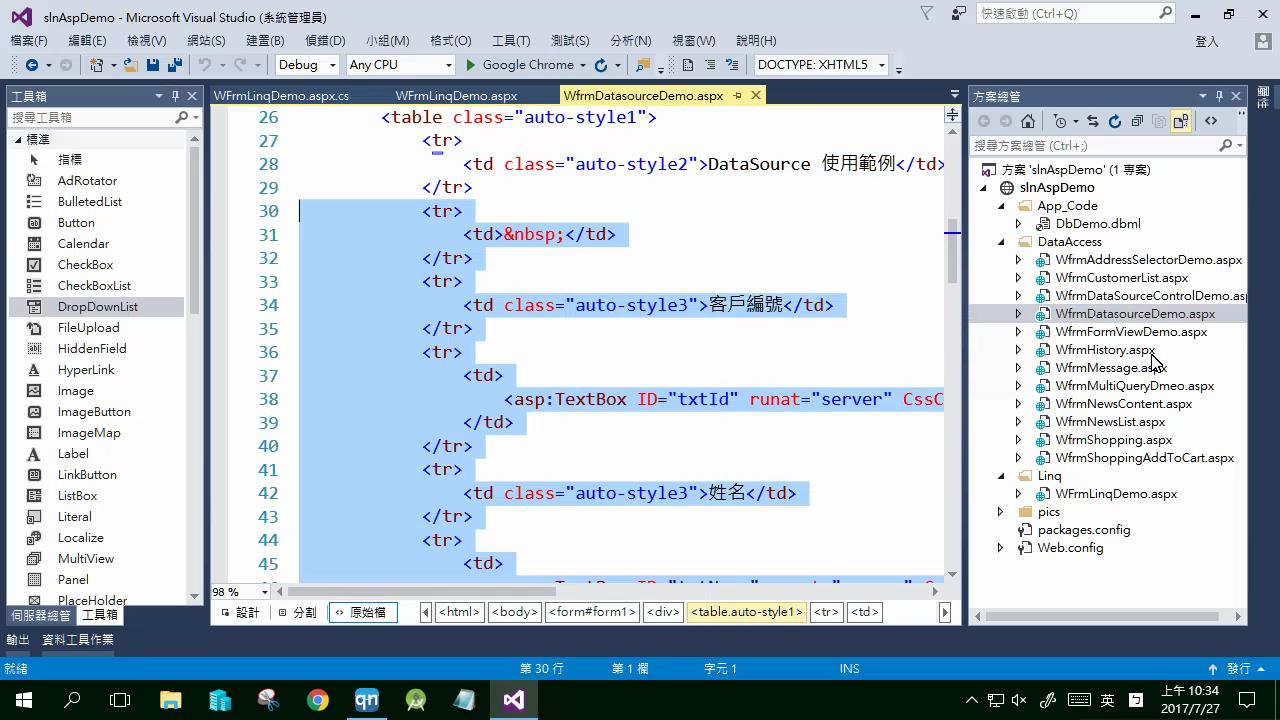 slnAspDemo - Microsoft Visual Studio (系統管理員)
快速啟動 (Ctrl+Q)
檔案(F) 編輯(E) 檢視(V) 網站(S) 建置(B) 偵錯(D) 小組(M) 格式(O) 工具(T) 測試(S) 分析(N) 視窗(W) 說明(H)
登入
Debug Any CPU Google Chrome DOCTYPE: XHTML5
工具箱
搜尋工具箱
標準
指標
AdRotator
BulletedList
Button
Calendar
CheckBox
CheckBoxList
DropDownList
FileUpload
HiddenField
HyperLink
Image
ImageButton
ImageMap
Label
LinkButton
ListBox
Literal
Localize
MultiView
Panel
PlaceHolder
伺服器總管 工具箱
WFrmLinqDemo.aspx.cs WFrmLinqDemo.aspx WfrmDatasourceDemo.aspx
26 <table class="auto-style1">
27 <tr>
28 <td class="auto-style2">DataSource 使用範例</td>
29 </tr>
30 <tr>
31 <td>&nbsp;</td>
32 </tr>
33 <tr>
34 <td class="auto-style3">客戶編號</td>
35 </tr>
36 <tr>
37 <td>
38 <asp:TextBox ID="txtId" runat="server" CssC
39 </td>
40 </tr>
41 <tr>
42 <td class="auto-style3">姓名</td>
43 </tr>
44 <tr>
45 <td>
98 %
設計 分割 原始檔 <html> <body> <form#form1> <div> <table.auto-style1> <tr> <td>
方案總管
搜尋方案總管 (Ctrl+;)
方案 'slnAspDemo' (1 專案)
slnAspDemo
App_Code
DbDemo.dbml
DataAccess
WfrmAddressSelectorDemo.aspx
WfrmCustomerList.aspx
WfrmDataSourceControlDemo.asp
WfrmDatasourceDemo.aspx
WfrmFormViewDemo.aspx
WfrmHistory.aspx
WfrmMessage.aspx
WfrmMultiQueryDmeo.aspx
WfrmNewsContent.aspx
WfrmNewsList.aspx
WfrmShopping.aspx
WfrmShoppingAddToCart.aspx
Linq
WFrmLinqDemo.aspx
pics
packages.config
Web.config
輸出 資料工具作業
就緒 第 30 行 第 1 欄 字元 1 INS 發行
qn
英
上午 10:34
2017/7/27